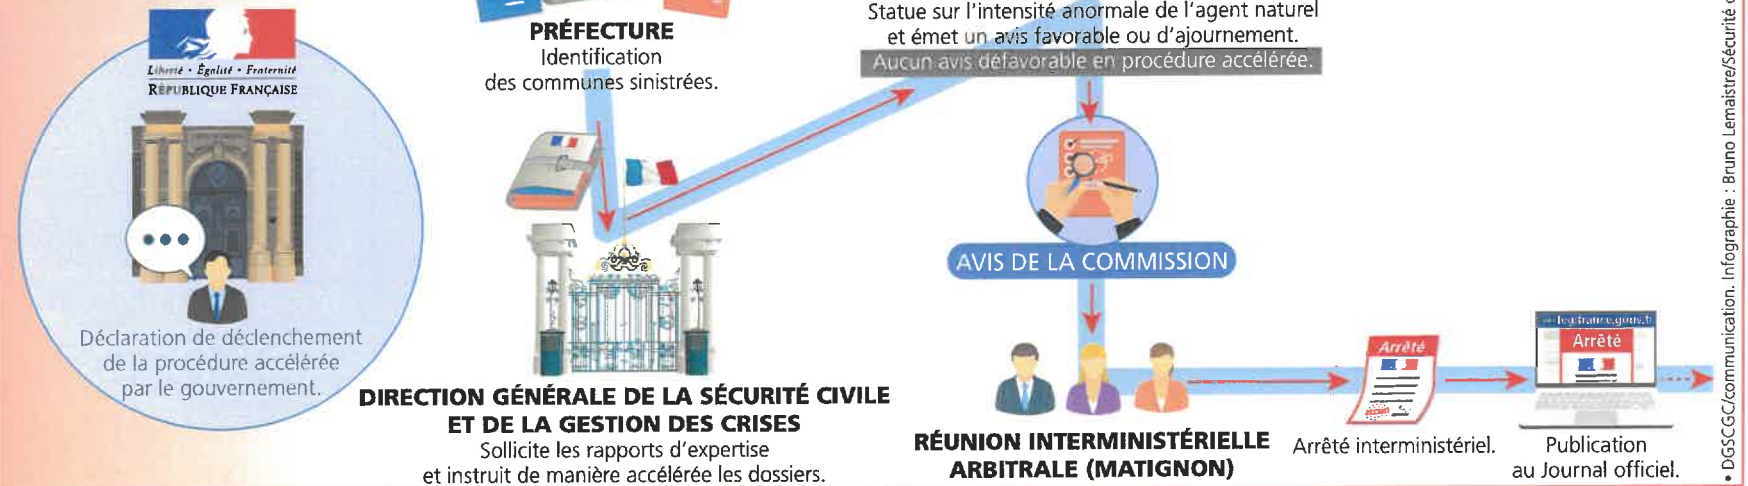 Liberté • Égalité • Fraternité
RÉPUBLIQUE FRANÇAISE
Déclaration de déclenchement
de la procédure accélérée
par le gouvernement.
PRÉFECTURE
Identification
des communes sinistrées.
DIRECTION GÉNÉRALE DE LA SÉCURITÉ CIVILE
ET DE LA GESTION DES CRISES
Sollicite les rapports d'expertise
et instruit de manière accélérée les dossiers.
Statue sur l'intensité anormale de l'agent naturel
et émet un avis favorable ou d'ajournement.
Aucun avis défavorable en procédure accélérée.
AVIS DE LA COMMISSION
RÉUNION INTERMINISTÉRIELLE
ARBITRALE (MATIGNON)
Arrêté
Arrêté interministériel.
legifrance.gouv.fr
Arrêté
Publication
au Journal officiel.
• DGSCGC/communication. Infographie : Bruno Lemaistre/Sécurité